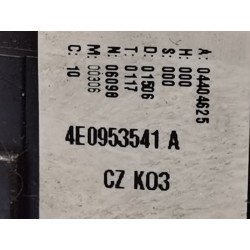 A: 04404625
H: 000
S: 000
D: 01506
T: 0117
N: 06098
M: 00306
C: 10
4E0953541 A
CZ K03